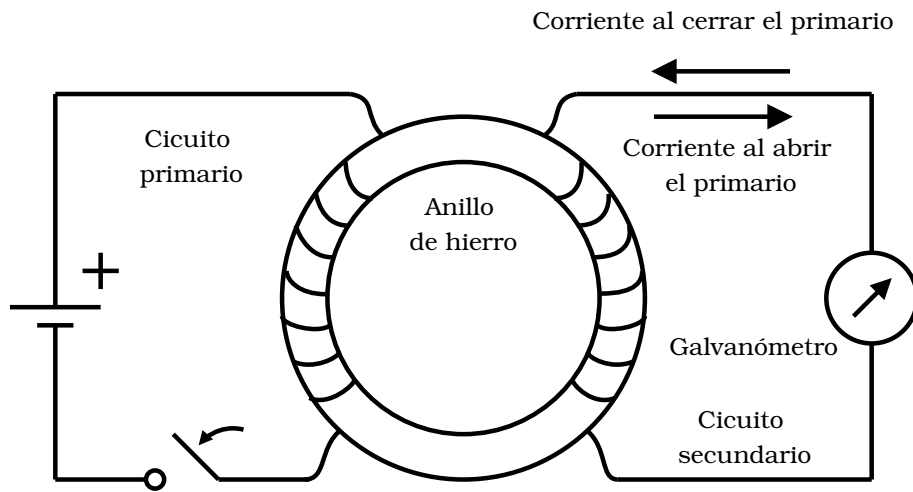 Corriente al cerrar el primario
Cicuito
primario
Corriente al abrir
el primario
Anillo
de hierro
+
Galvanómetro
Cicuito
secundario